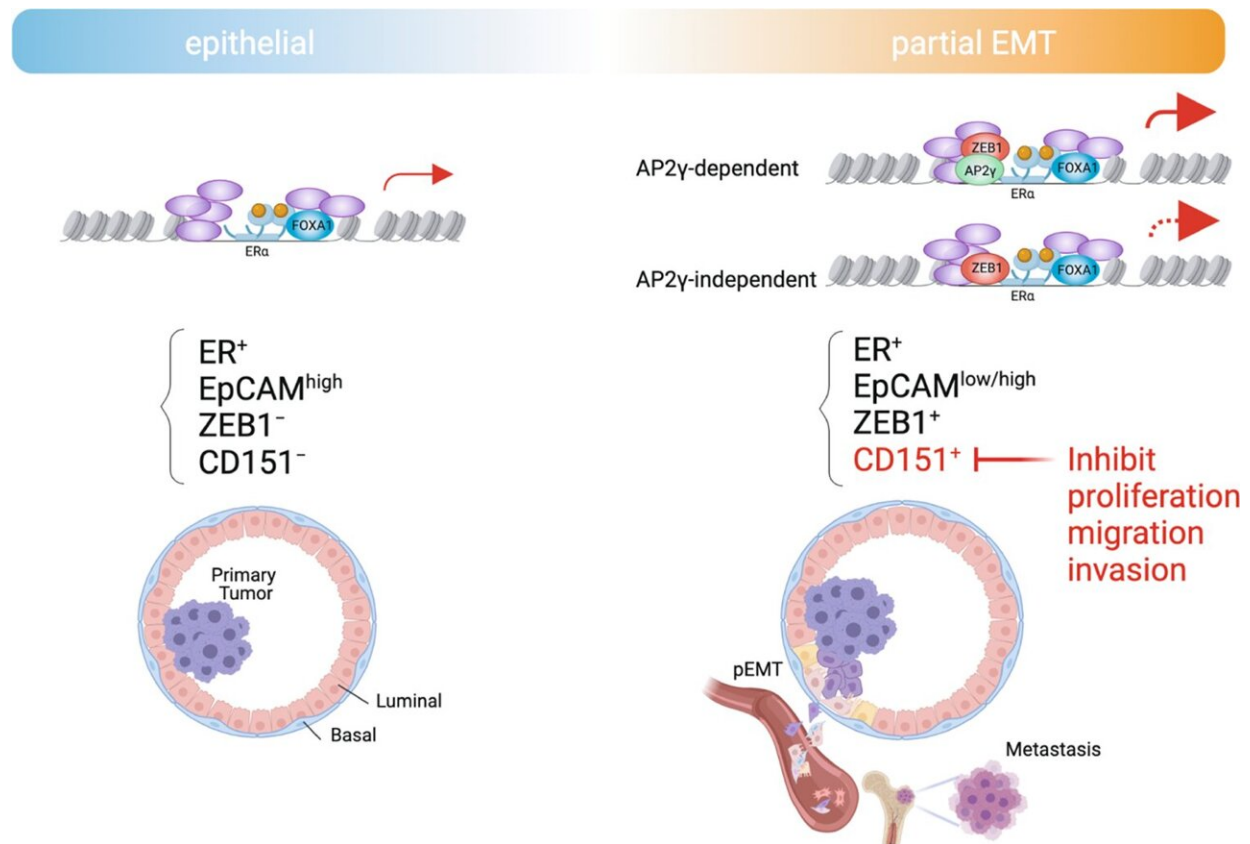 epithelial
partial EMT
FOXA1
ERα
AP2γ-dependent
ZEB1
AP2γ
FOXA1
ERα
AP2γ-independent
ZEB1
FOXA1
ERα
ER⁺
EpCAMʰⁱᵍʰ
ZEB1⁻
CD151⁻
ER⁺
EpCAMˡᵒʷ/ʰⁱᵍʰ
ZEB1⁺
CD151⁺
Inhibit
proliferation
migration
invasion
Primary
Tumor
Luminal
Basal
pEMT
Metastasis